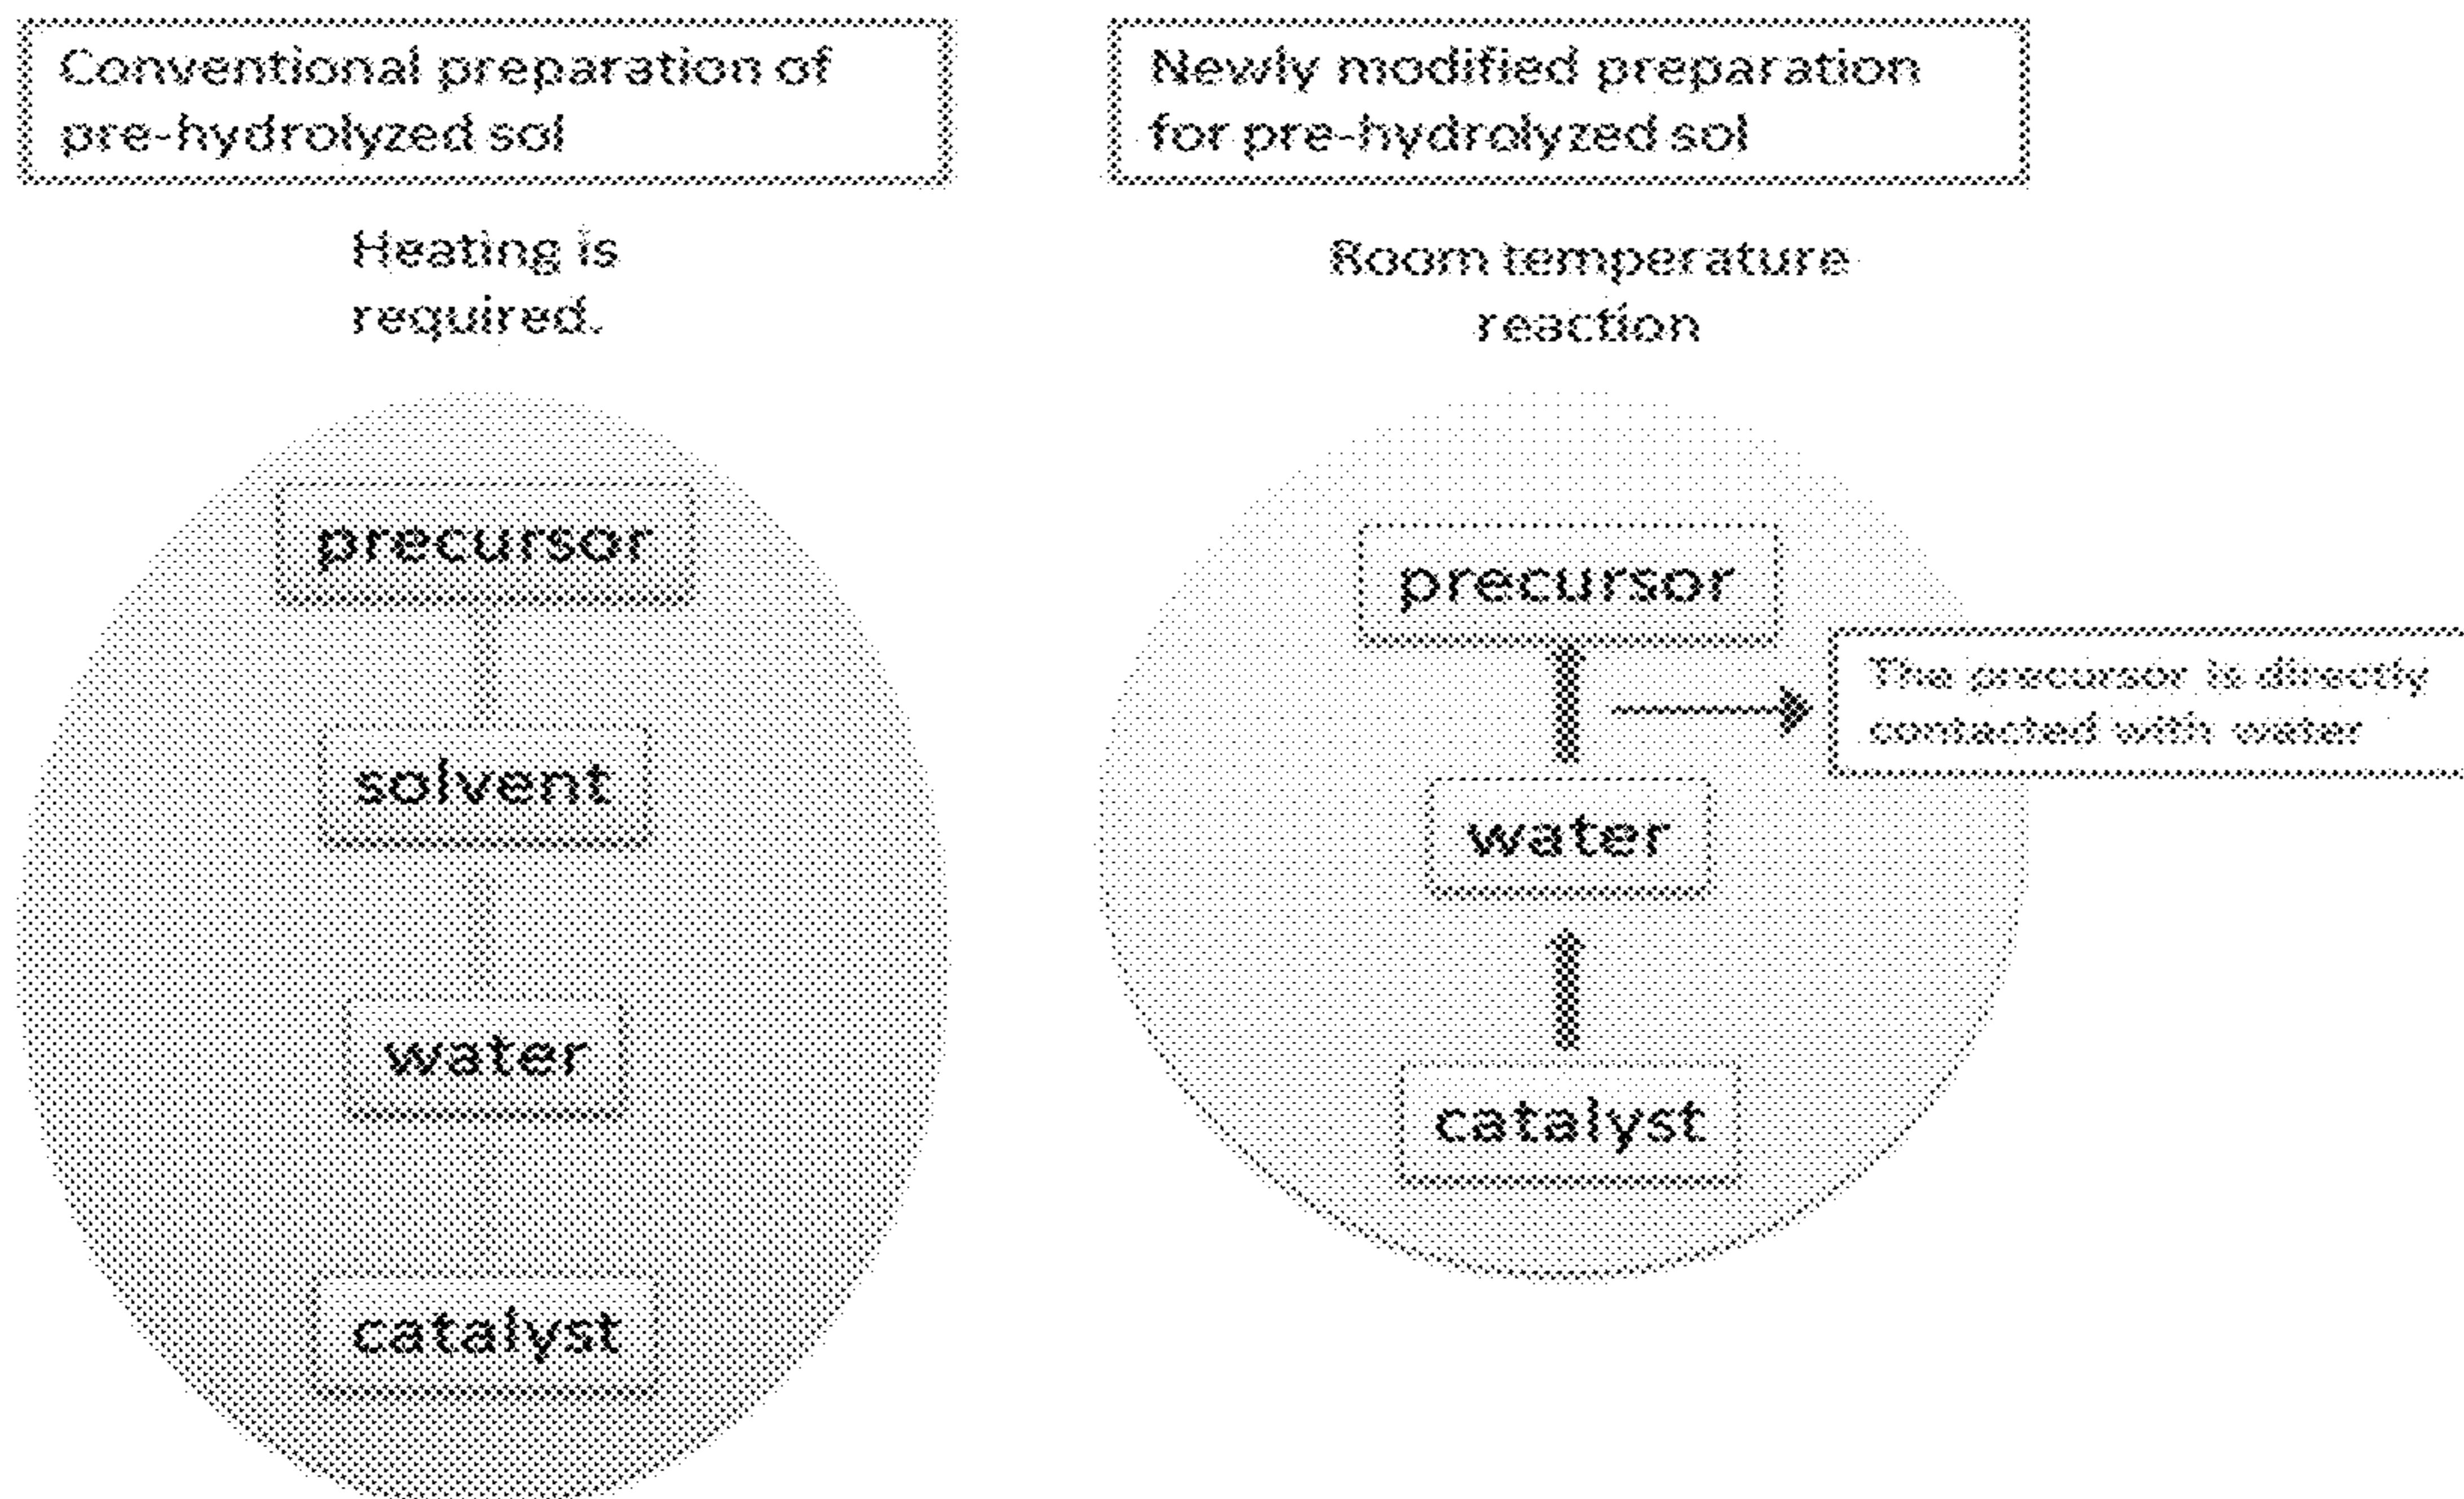 Conventional preparation of
pre-hydrolyzed sol
Heating is
required.
precursor
solvent
water
catalyst
Newly modified preparation
for pre-hydrolyzed sol
Room temperature
reaction
precursor
The precursor is directly
contacted with water
water
catalyst